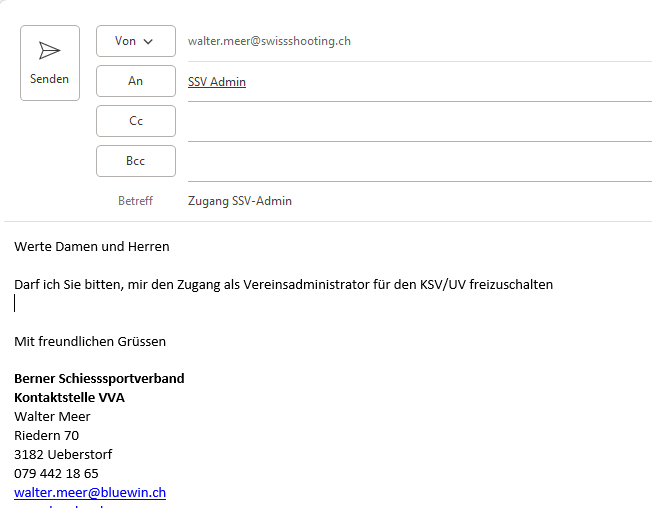 Senden
Von
walter.meer@swissshooting.ch
An
SSV Admin
Cc
Bcc
Betreff
Zugang SSV-Admin
Werte Damen und Herren
Darf ich Sie bitten, mir den Zugang als Vereinsadministrator für den KSV/UV freizuschalten
Mit freundlichen Grüssen
Berner Schiesssportverband
Kontaktstelle VVA
Walter Meer
Riedern 70
3182 Ueberstorf
079 442 18 65
walter.meer@bluewin.ch